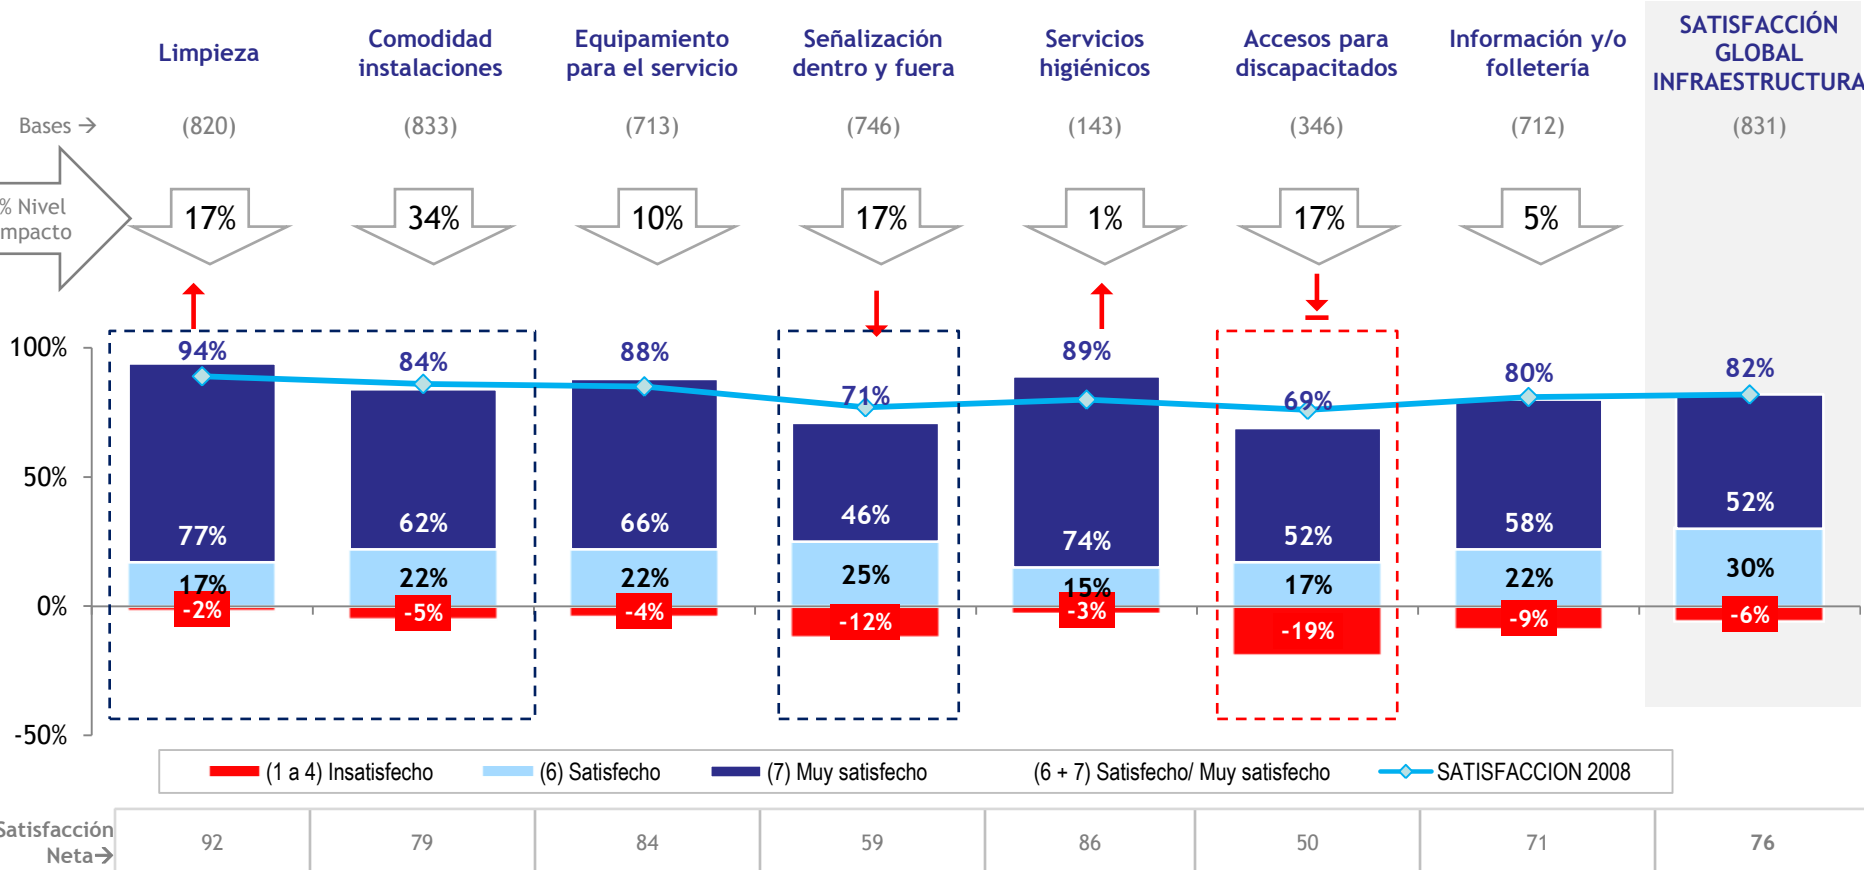 Limpieza
Comodidad
instalaciones
Equipamiento
para el servicio
Señalización
dentro y fuera
Servicios
higiénicos
Accesos para
discapacitados
Información y/o
folletería
SATISFACCIÓN
GLOBAL
INFRAESTRUCTURA
Bases → (820) (833) (713) (746) (143) (346) (712) (831)
% Nivel
mpacto
17% 34% 10% 17% 1% 17% 5%
100%
50%
0%
-50%
94% 84% 88% 71% 89% 69% 80% 82%
77% 62% 66% 46% 74% 52% 58% 52%
17% 22% 22% 25% 15% 17% 22% 30%
-2% -5% -4% -12% -3% -19% -9% -6%
(1 a 4) Insatisfecho (6) Satisfecho (7) Muy satisfecho (6 + 7) Satisfecho/ Muy satisfecho SATISFACCION 2008
Satisfacción
Neta→
92 79 84 59 86 50 71 76